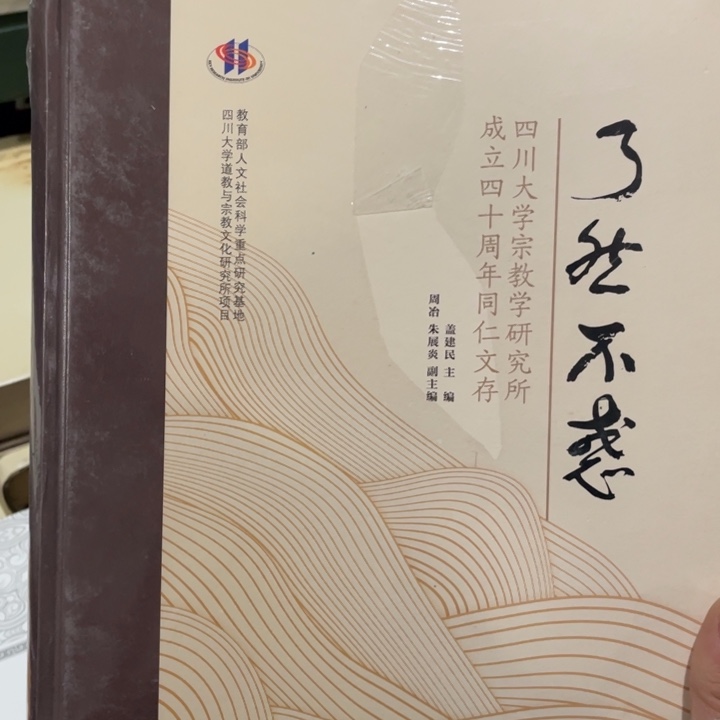 了然不惑
四川大学宗教学研究所
成立四十周年同仁文存
盖建民 主 编
周冶 朱展炎 副主编
教育部人文社会科学重点研究基地
四川大学道教与宗教文化研究所项目